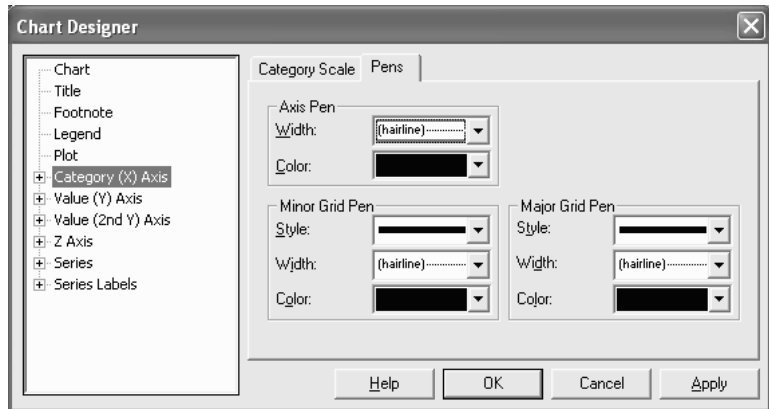 Chart Designer
Chart
Title
Footnote
Legend
Plot
Category (X) Axis
Value (Y) Axis
Value (2nd Y) Axis
Z Axis
Series
Series Labels
Category Scale Pens
Axis Pen
Width: (hairline)
Color:
Minor Grid Pen
Style:
Width: (hairline)
Color:
Major Grid Pen
Style:
Width: (hairline)
Color:
Help OK Cancel Apply